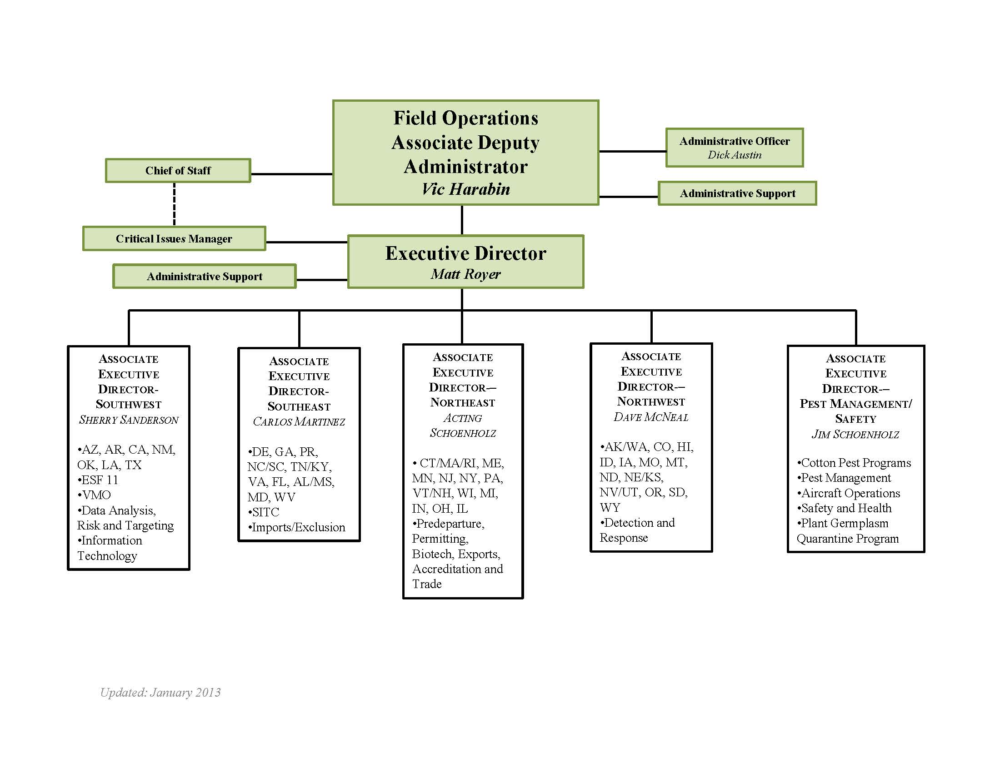 Field Operations
Associate Deputy
Administrator
Vic Harabin
Administrative Officer
Dick Austin
Chief of Staff
Administrative Support
Critical Issues Manager
Executive Director
Matt Royer
Administrative Support
ASSOCIATE
EXECUTIVE
DIRECTOR-
SOUTHWEST
SHERRY SANDERSON
•AZ, AR, CA, NM,
OK, LA, TX
•ESF 11
•VMO
•Data Analysis,
Risk and Targeting
•Information
Technology
ASSOCIATE
EXECUTIVE
DIRECTOR-
SOUTHEAST
CARLOS MARTINEZ
•DE, GA, PR,
NC/SC, TN/KY,
VA, FL, AL/MS,
MD, WV
•SITC
•Imports/Exclusion
ASSOCIATE
EXECUTIVE
DIRECTOR-–
NORTHEAST
ACTING
SCHOENHOLZ
• CT/MA/RI, ME,
MN, NJ, NY, PA,
VT/NH, WI, MI,
IN, OH, IL
•Predeparture,
Permitting,
Biotech, Exports,
Accreditation and
Trade
ASSOCIATE
EXECUTIVE
DIRECTOR-–
NORTHWEST
DAVE MCNEAL
•AK/WA, CO, HI,
ID, IA, MO, MT,
ND, NE/KS,
NV/UT, OR, SD,
WY
•Detection and
Response
ASSOCIATE
EXECUTIVE
DIRECTOR-–
PEST MANAGEMENT/
SAFETY
JIM SCHOENHOLZ
•Cotton Pest Programs
•Pest Management
•Aircraft Operations
•Safety and Health
•Plant Germplasm
Quarantine Program
Updated: January 2013